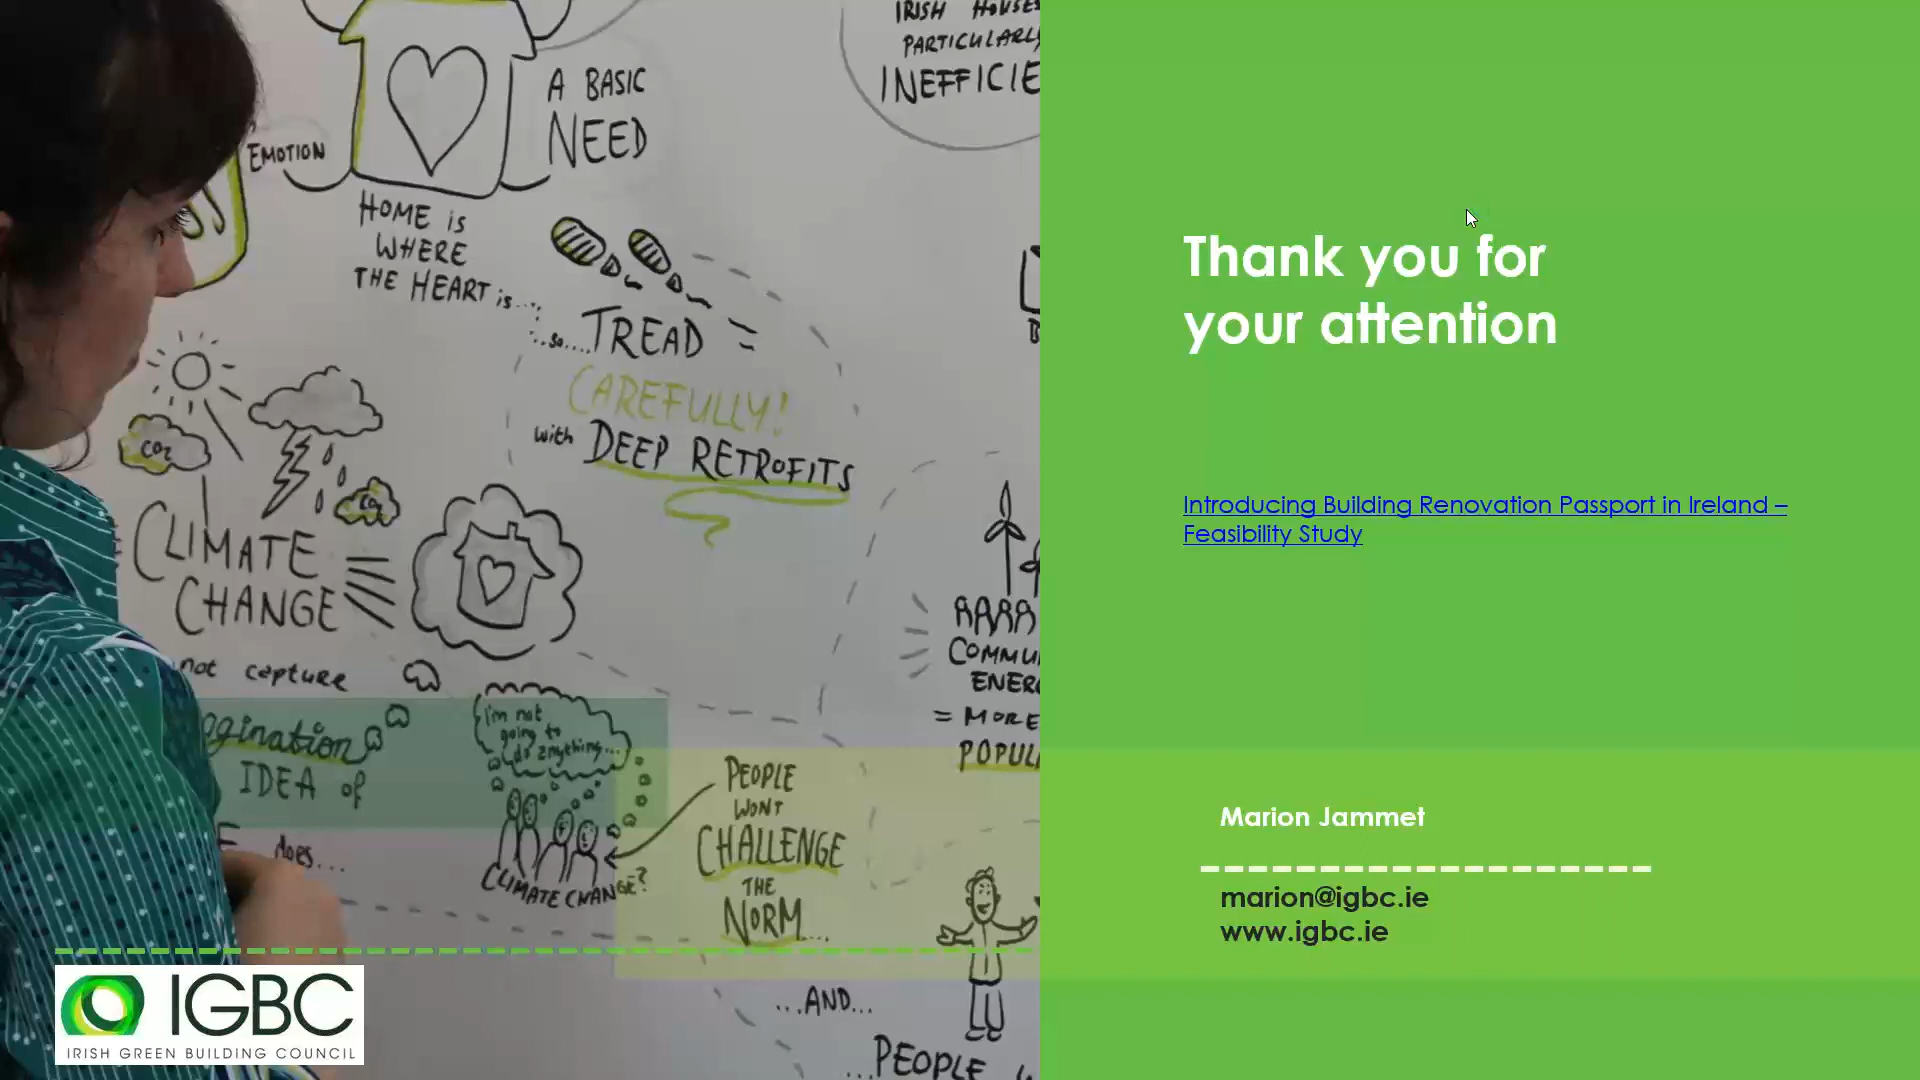 IRISH HOUSES
PARTICULARLY
INEFFICIE
A BASIC
NEED
EMOTION
HOME is
WHERE
THE HEART is....
...so....TREAD
CAREFULLY!
with DEEP RETROFITS
CO2
CO2
CLIMATE
CHANGE
not capture
agination
IDEA of
does...
I'm not
going to
do anything...
CLIMATE CHANGE?
PEOPLE
WONT
CHALLENGE
THE
NORM...
COMMU
ENER
= MORE
POPUL
...AND...
...PEOPLE
IGBC
IRISH GREEN BUILDING COUNCIL
Thank you for
your attention
Introducing Building Renovation Passport in Ireland –
Feasibility Study
Marion Jammet
marion@igbc.ie
www.igbc.ie